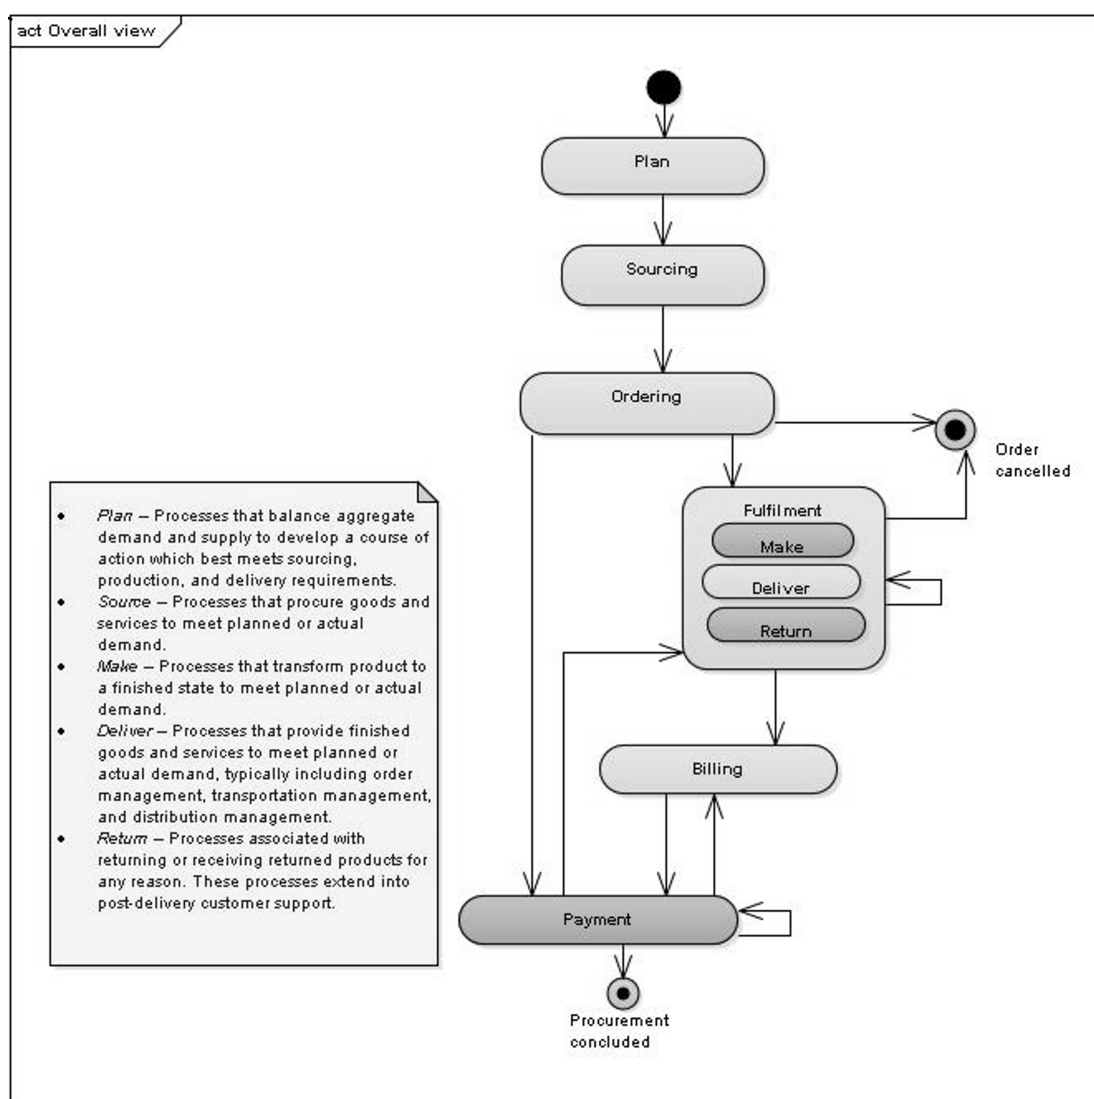 act Overall view
Plan
Sourcing
Ordering
Order
cancelled
Fulfilment
Make
Deliver
Return
Billing
Payment
Procurement
concluded
• Plan – Processes that balance aggregate
demand and supply to develop a course of
action which best meets sourcing,
production, and delivery requirements.
• Source – Processes that procure goods and
services to meet planned or actual
demand.
• Make – Processes that transform product to
a finished state to meet planned or actual
demand.
• Deliver – Processes that provide finished
goods and services to meet planned or
actual demand, typically including order
management, transportation management,
and distribution management.
• Return – Processes associated with
returning or receiving returned products for
any reason. These processes extend into
post-delivery customer support.